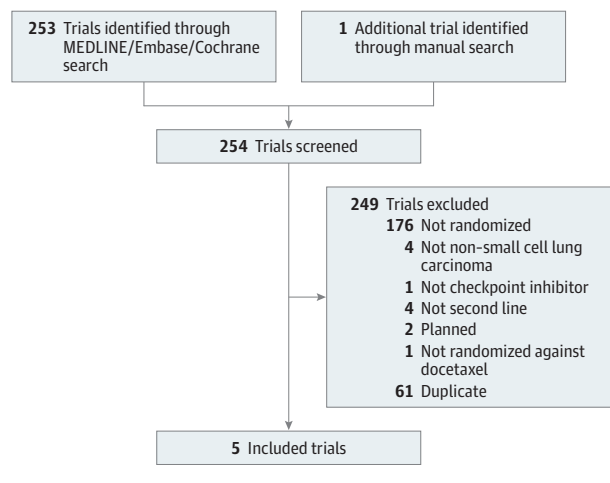 253 Trials identified through
MEDLINE/Embase/Cochrane
search
1 Additional trial identified
through manual search
254 Trials screened
249 Trials excluded
176 Not randomized
4 Not non-small cell lung
carcinoma
1 Not checkpoint inhibitor
4 Not second line
2 Planned
1 Not randomized against
docetaxel
61 Duplicate
5 Included trials